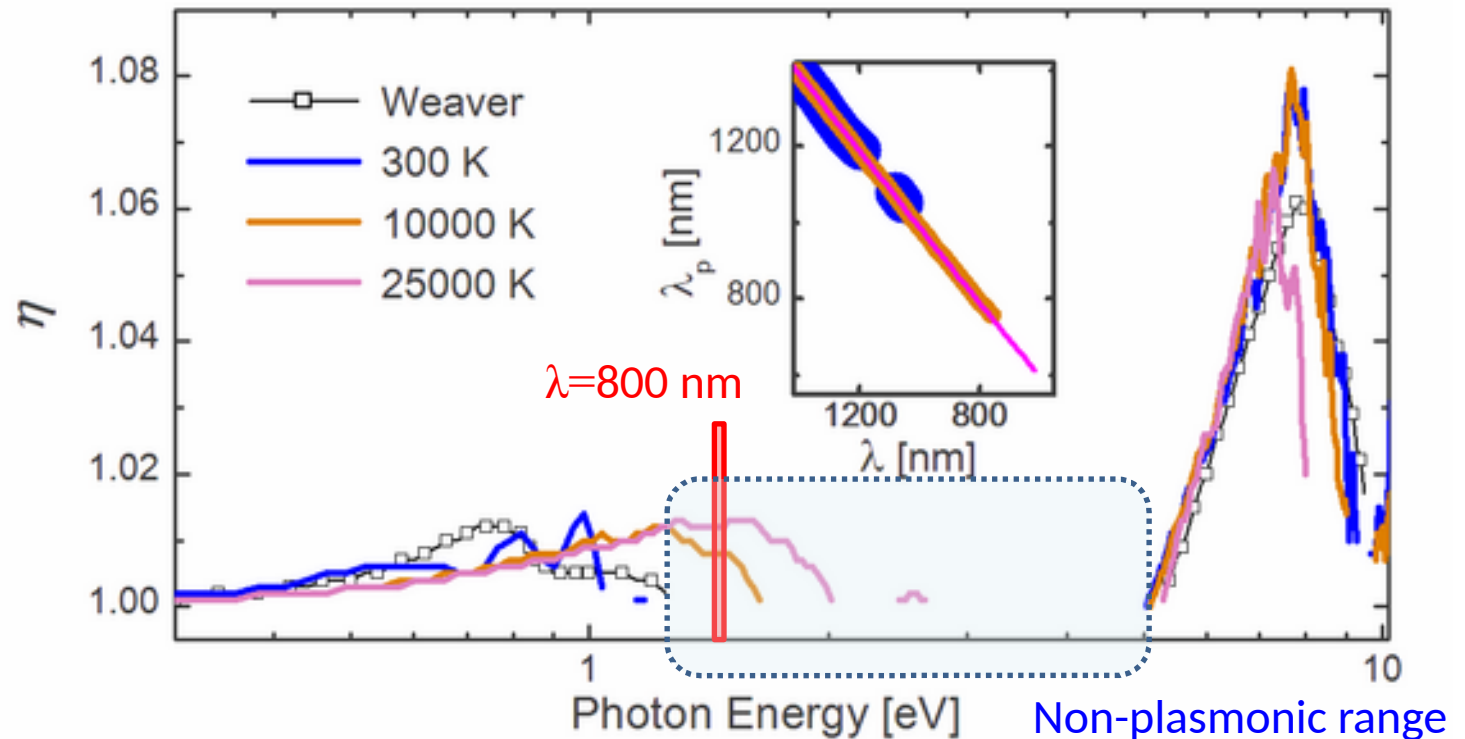 1.08
1.06
1.04
1.02
1.00
η
Weaver
300 K
10000 K
25000 K
1200
800
λp [nm]
1200 800
λ [nm]
λ=800 nm
1 10
Photon Energy [eV]
Non-plasmonic range